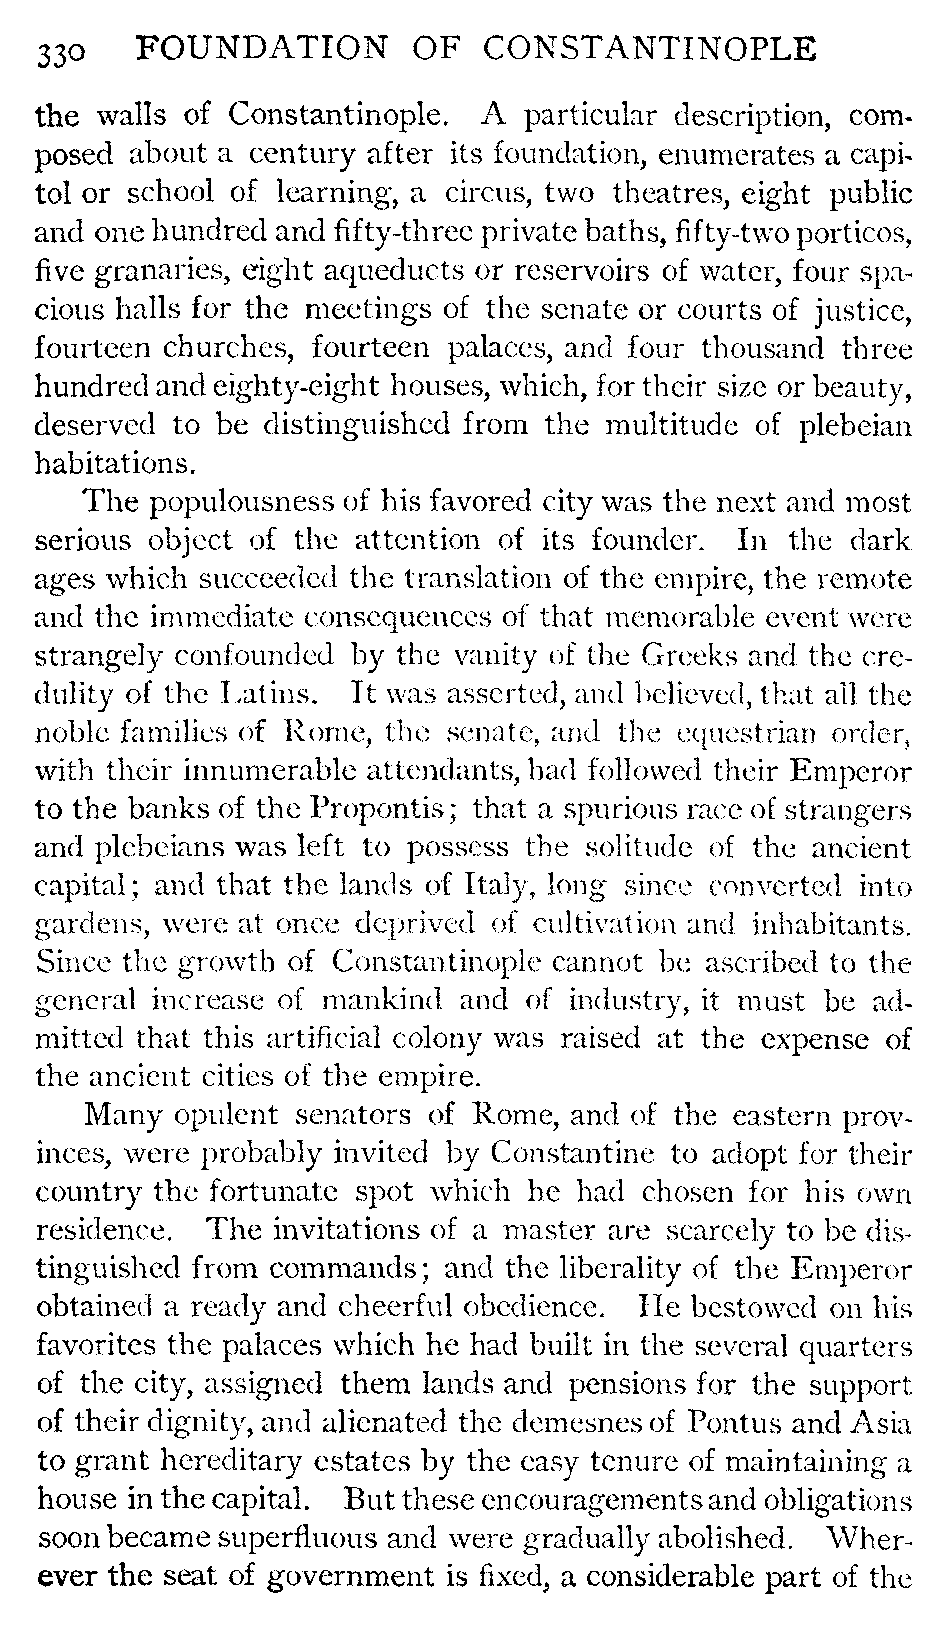 330 FOUNDATION OF CONSTANTINOPLE
the walls of Constantinople. A particular description, com-
posed about a century after its foundation, enumerates a capi-
tol or school of learning, a circus, two theatres, eight public
and one hundred and fifty-three private baths, fifty-two porticos,
five granaries, eight aqueducts or reservoirs of water, four spa-
cious halls for the meetings of the senate or courts of justice,
fourteen churches, fourteen palaces, and four thousand three
hundred and eighty-eight houses, which, for their size or beauty,
deserved to be distinguished from the multitude of plebeian
habitations.
The populousness of his favored city was the next and most
serious object of the attention of its founder. In the dark
ages which succeeded the translation of the empire, the remote
and the immediate consequences of that memorable event were
strangely confounded by the vanity of the Greeks and the cre-
dulity of the Latins. It was asserted, and believed, that all the
noble families of Rome, the senate, and the equestrian order,
with their innumerable attendants, had followed their Emperor
to the banks of the Propontis; that a spurious race of strangers
and plebeians was left to possess the solitude of the ancient
capital; and that the lands of Italy, long since converted into
gardens, were at once deprived of cultivation and inhabitants.
Since the growth of Constantinople cannot be ascribed to the
general increase of mankind and of industry, it must be ad-
mitted that this artificial colony was raised at the expense of
the ancient cities of the empire.
Many opulent senators of Rome, and of the eastern prov-
inces, were probably invited by Constantine to adopt for their
country the fortunate spot which he had chosen for his own
residence. The invitations of a master are scarcely to be dis-
tinguished from commands; and the liberality of the Emperor
obtained a ready and cheerful obedience. He bestowed on his
favorites the palaces which he had built in the several quarters
of the city, assigned them lands and pensions for the support
of their dignity, and alienated the demesnes of Pontus and Asia
to grant hereditary estates by the easy tenure of maintaining a
house in the capital. But these encouragements and obligations
soon became superfluous and were gradually abolished. Wher-
ever the seat of government is fixed, a considerable part of the